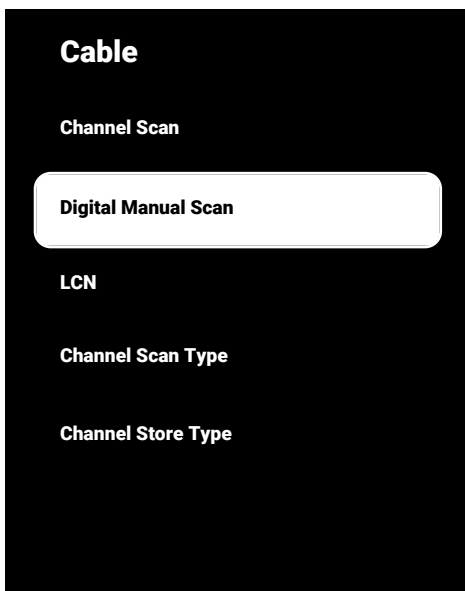 Cable
Channel Scan
Digital Manual Scan
LCN
Channel Scan Type
Channel Store Type